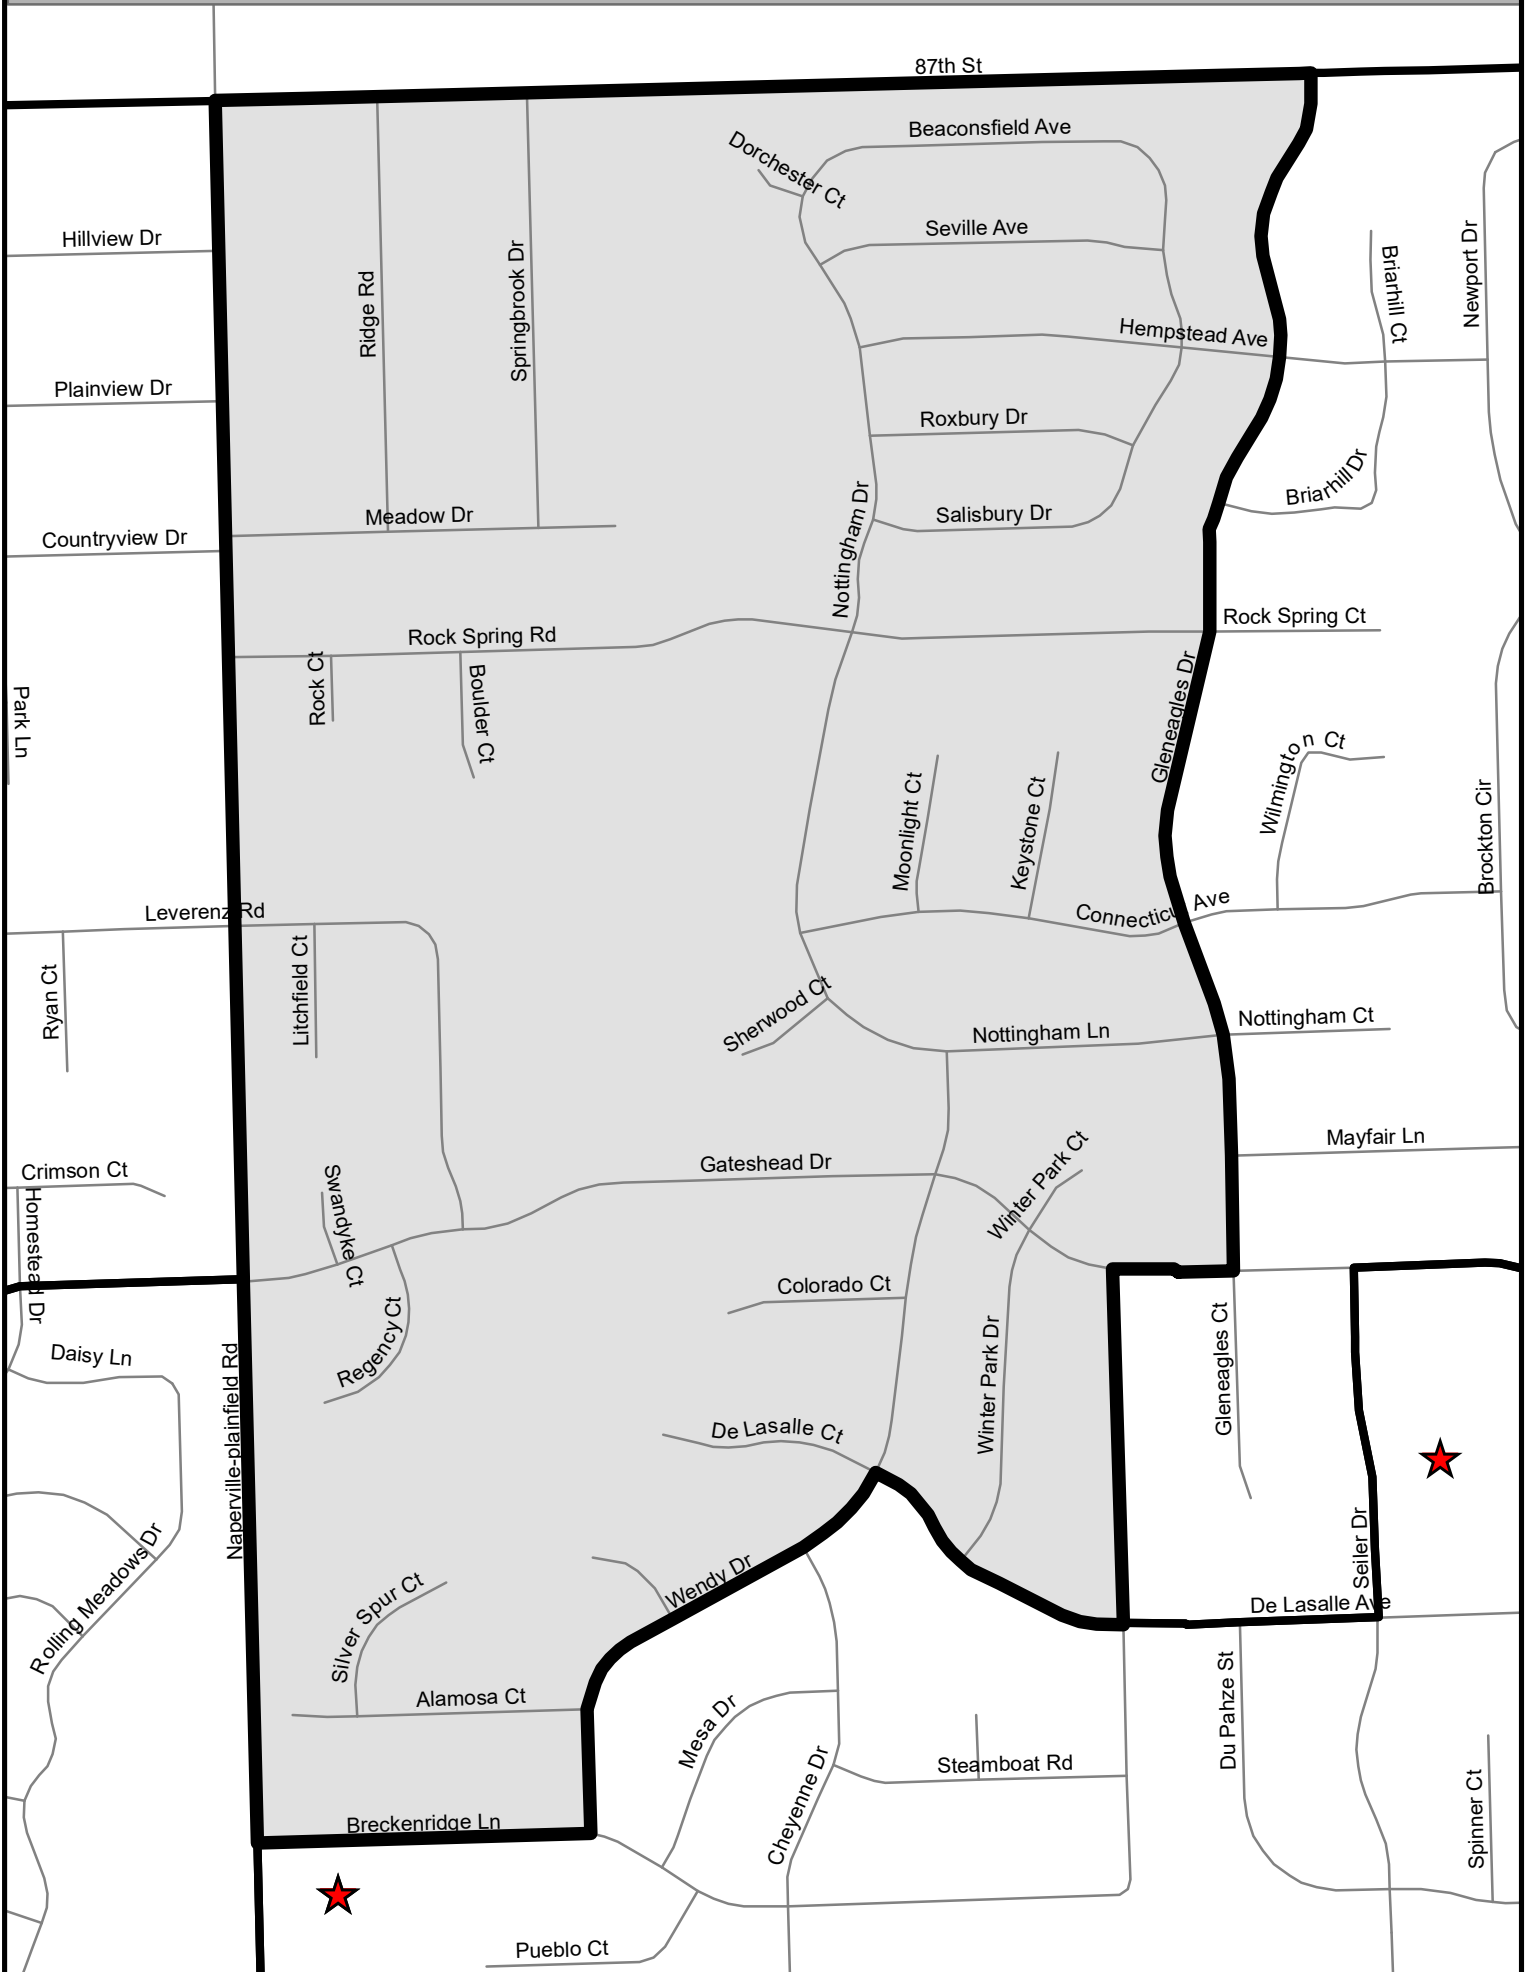 87th St
Beaconsfield Ave
Dorchester Ct
Hillview Dr
Seville Ave
Ridge Rd
Springbrook Dr
Briarhill Ct
Newport Dr
Hempstead Ave
Plainview Dr
Roxbury Dr
Briarhill Dr
Meadow Dr
Salisbury Dr
Countryview Dr
Nottingham Dr
Rock Spring Rd
Rock Spring Ct
Park Ln
Rock Ct
Boulder Ct
Gleneagles Dr
Wilmington Ct
Moonlight Ct
Keystone Ct
Brockton Cir
Leverenz Rd
Connecticu Ave
Ryan Ct
Litchfield Ct
Sherwood Ct
Nottingham Ln
Nottingham Ct
Mayfair Ln
Crimson Ct
Homestead Dr
Swandyke Ct
Gateshead Dr
Winter Park Ct
Colorado Ct
Regency Ct
Daisy Ln
Naperville-plainfield Rd
Winter Park Dr
Gleneagles Ct
De Lasalle Ct
Rolling Meadows Dr
Silver Spur Ct
Wendy Dr
Seiler Dr
De Lasalle Ave
Alamosa Ct
Mesa Dr
Cheyenne Dr
Steamboat Rd
Du Pahze St
Spinner Ct
Breckenridge Ln
Pueblo Ct